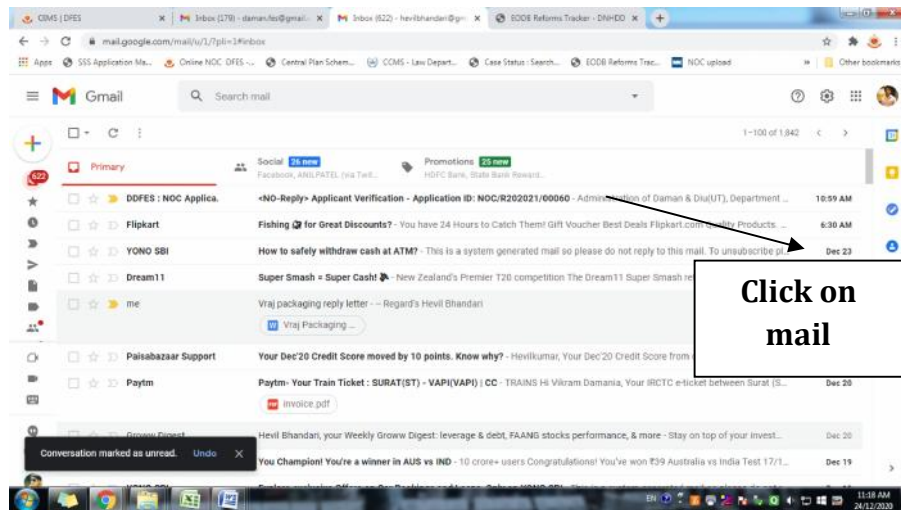 CCMS | DFES
Inbox (179) - daman.fes@gmail.
Inbox (622) - hevilbhandari@gm
EODB Reforms Tracker - DNHDD
mail.google.com/mail/u/1/?pli=1#inbox
Apps
SSS Application Ma...
Online NOC DFES -...
Central Plan Schem...
CCMS - Law Depart...
Case Status : Search...
EODB Reforms Trac...
NOC upload
Other bookmarks
Gmail
Search mail
1-100 of 1,842
622
Primary
Social 26 new
Facebook, ANILPATEL (via Twit...
Promotions 25 new
HDFC Bank, State Bank Reward...
DDFES : NOC Applica. <NO-Reply> Applicant Verification - Application ID: NOC/R202021/00060 - Administration of Daman & Diu(UT), Department ... 10:59 AM
Flipkart Fishing for Great Discounts? - You have 24 Hours to Catch Them! Gift Voucher Best Deals Flipkart.com Quality Products. ... 6:30 AM
YONO SBI How to safely withdraw cash at ATM? - This is a system generated mail so please do not reply to this mail. To unsubscribe pl... Dec 23
Dream11 Super Smash = Super Cash! - New Zealand's Premier T20 competition The Dream11 Super Smash re
me Vraj packaging reply letter - -- Regard's Hevil Bhandari
Vraj Packaging ...
Click on
mail
Paisabazaar Support Your Dec'20 Credit Score moved by 10 points. Know why? - Hevilkumar, Your Dec'20 Credit Score from
Paytm Paytm- Your Train Ticket : SURAT(ST) - VAPI(VAPI) | CC - TRAINS Hi Vikram Damania, Your IRCTC e-ticket between Surat (S... Dec 20
invoice.pdf
Groww Digest Hevil Bhandari, your Weekly Groww Digest: leverage & debt, FAANG stocks performance, & more - Stay on top of your invest... Dec 20
Conversation marked as unread. Undo
You Champion! You're a winner in AUS vs IND - 10 crore+ users Congratulations! You've won ₹39 Australia vs India Test 17/1... Dec 19
EN
11:18 AM
24/12/2020